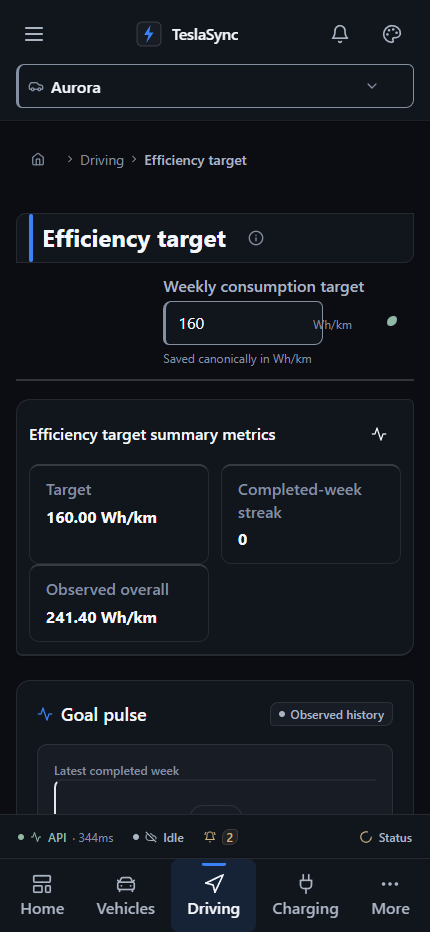 TeslaSync
Aurora
Driving
Efficiency target
Efficiency target
Weekly consumption target
160
Wh/km
Saved canonically in Wh/km
Efficiency target summary metrics
Target
160.00 Wh/km
Completed-week
streak
0
Observed overall
241.40 Wh/km
Goal pulse
Observed history
Latest completed week
API · 344ms
Idle
2
Status
Home
Vehicles
Driving
Charging
More